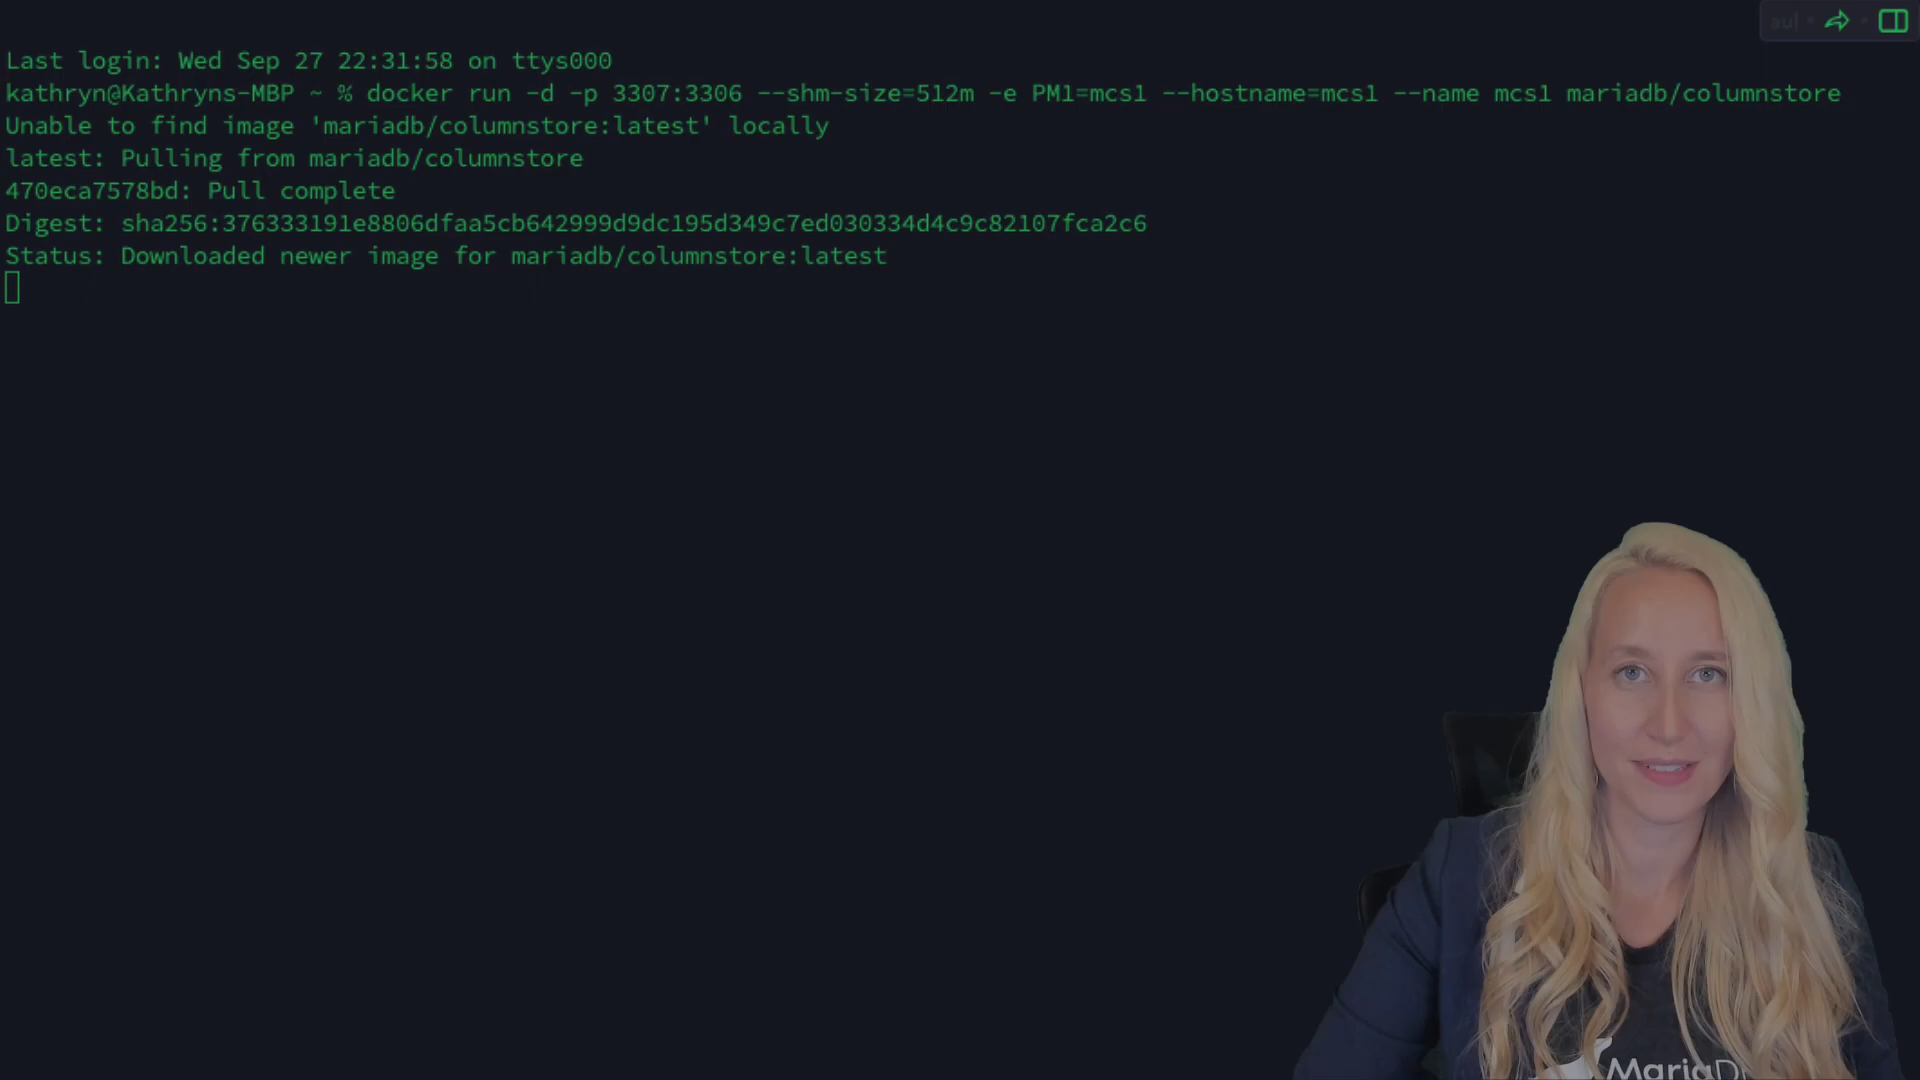 aul
Last login: Wed Sep 27 22:31:58 on ttys000
kathryn@Kathryns-MBP ~ % docker run -d -p 3307:3306 --shm-size=512m -e PM1=mcs1 --hostname=mcs1 --name mcs1 mariadb/columnstore
Unable to find image 'mariadb/columnstore:latest' locally
latest: Pulling from mariadb/columnstore
470eca7578bd: Pull complete
Digest: sha256:376333191e8806dfaa5cb642999d9dc195d349c7ed030334d4c9c82107fca2c6
Status: Downloaded newer image for mariadb/columnstore:latest
MariaD